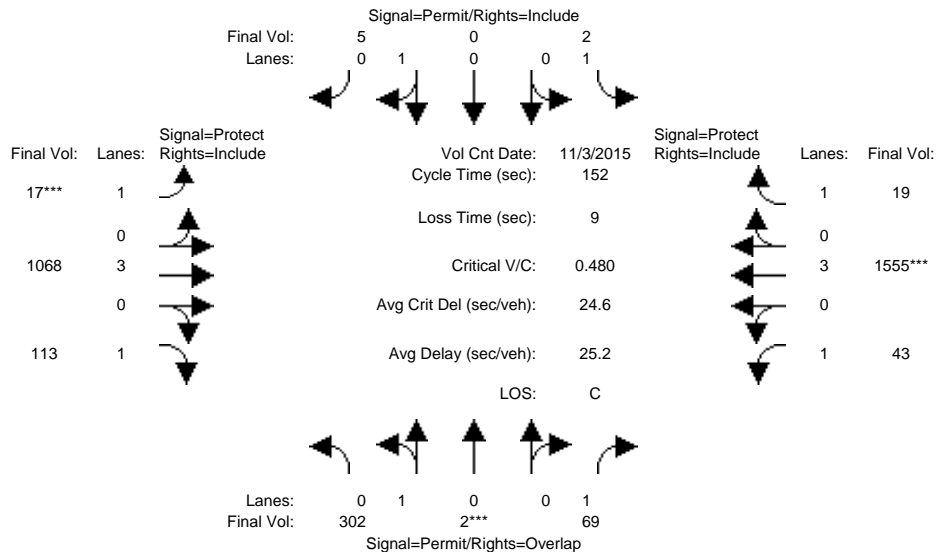 Signal=Permit/Rights=Include
Final Vol: 5 0 2
Lanes: 0 1 0 0 1
Signal=Protect
Final Vol: Lanes: Rights=Include
Vol Cnt Date: 11/3/2015
Signal=Protect
Rights=Include Lanes: Final Vol:
Cycle Time (sec): 152
17*** 1
1 19
Loss Time (sec): 9
0
0
1068 3
Critical V/C: 0.480
3 1555***
0
Avg Crit Del (sec/veh): 24.6
0
113 1
Avg Delay (sec/veh): 25.2
1 43
LOS: C
Lanes: 0 1 0 0 1
Final Vol: 302 2*** 69
Signal=Permit/Rights=Overlap